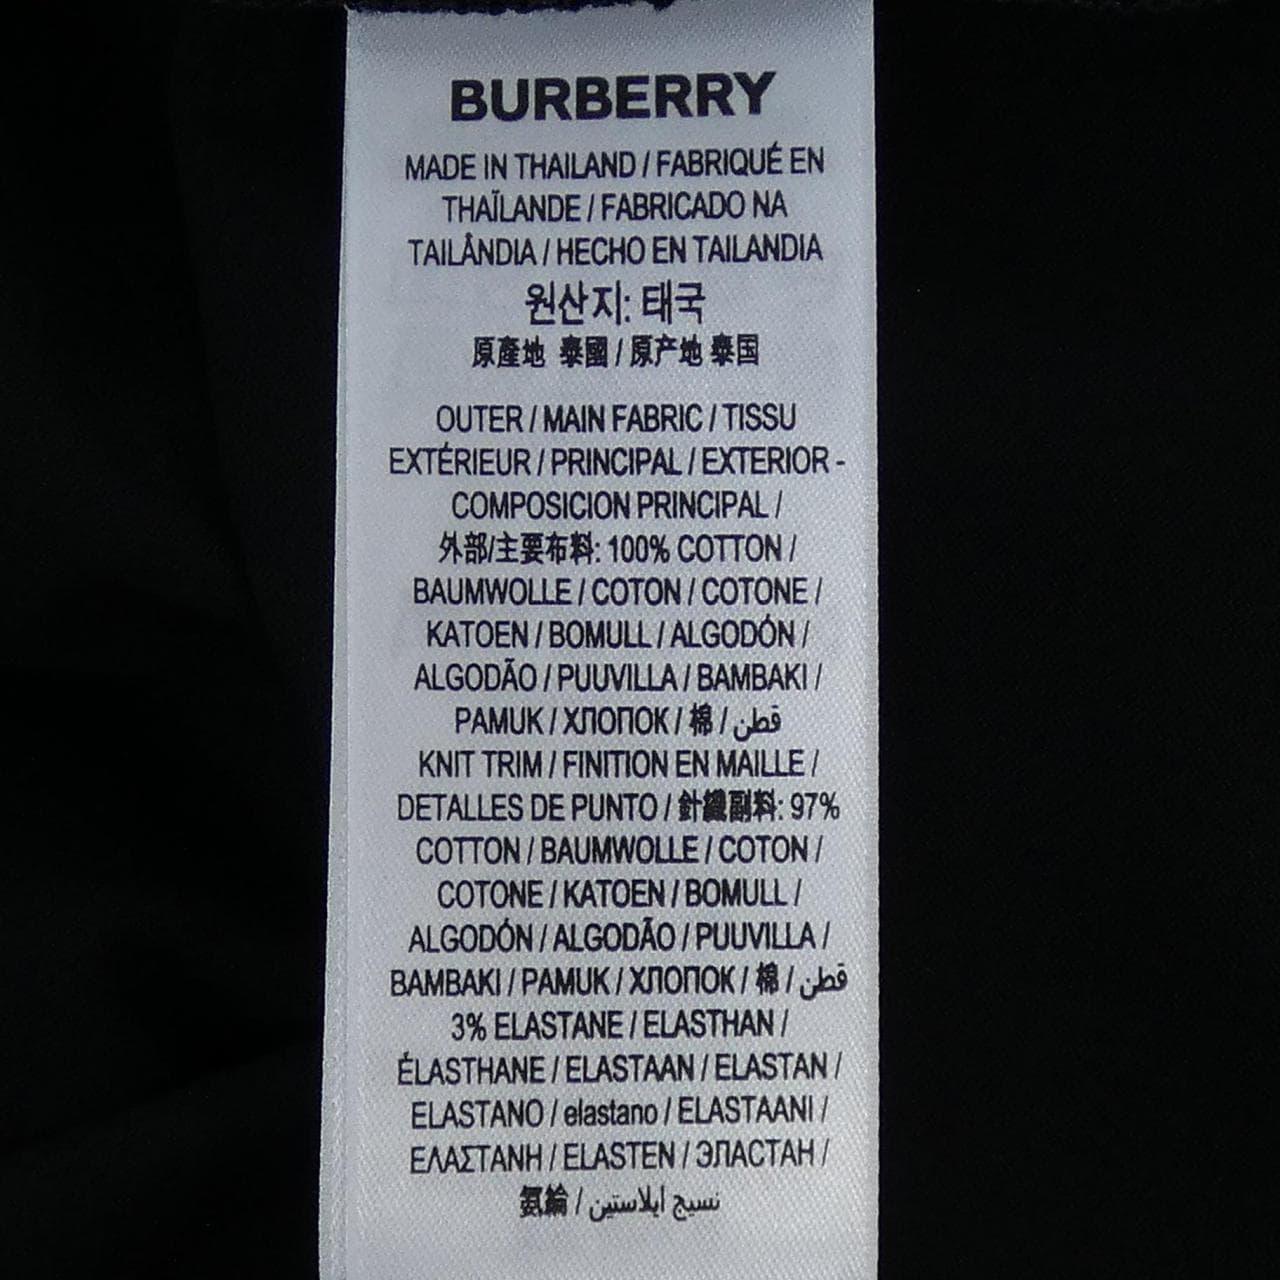 BURBERRY
MADE IN THAILAND / FABRIQUÉ EN
THAÏLANDE / FABRICADO NA
TAILÂNDIA / HECHO EN TAILANDIA
원산지: 태국
原產地 泰國 / 原产地 泰国
OUTER / MAIN FABRIC / TISSU
EXTÉRIEUR / PRINCIPAL / EXTERIOR -
COMPOSICION PRINCIPAL /
外部/主要布料: 100% COTTON /
BAUMWOLLE / COTON / COTONE /
KATOEN / BOMULL / ALGODÓN /
ALGODÃO / PUUVILLA / BAMBAKI /
PAMUK / ХЛОПОК / 棉 / قطن
KNIT TRIM / FINITION EN MAILLE /
DETALLES DE PUNTO / 針織副料: 97%
COTTON / BAUMWOLLE / COTON /
COTONE / KATOEN / BOMULL /
ALGODÓN / ALGODÃO / PUUVILLA /
BAMBAKI / PAMUK / ХЛОПОК / 棉 / قطن
3% ELASTANE / ELASTHAN /
ÉLASTHANE / ELASTAAN / ELASTAN /
ELASTANO / elastano / ELASTAANI /
ΕΛΑΣΤΑΝΗ / ELASTEN / ЭЛАСТАН /
氨綸 / نسيج ايلاستين